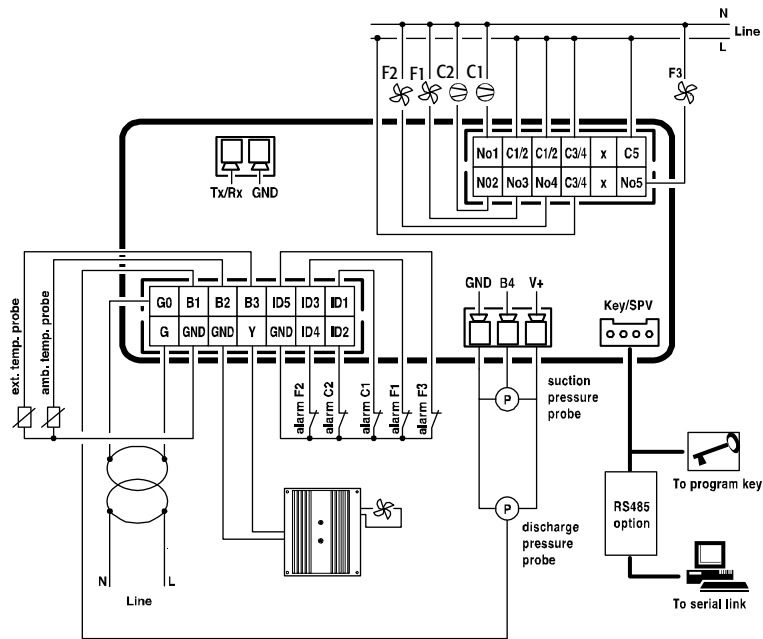 N
Line
L
F2 F1 C2 C1
F3
No1 C1/2 C1/2 C3/4 x C5
N02 No3 No4 C3/4 x No5
Tx/Rx GND
G0 B1 B2 B3 ID5 ID3 ID1
G GND GND Y GND ID4 ID2
GND B4 V+
Key/SPV
ext. temp. probe
amb. temp. probe
alarm F2
alarm C2
alarm C1
alarm F1
alarm F3
P
suction
pressure
probe
P
discharge
pressure
probe
To program key
RS485
option
To serial link
N L
Line